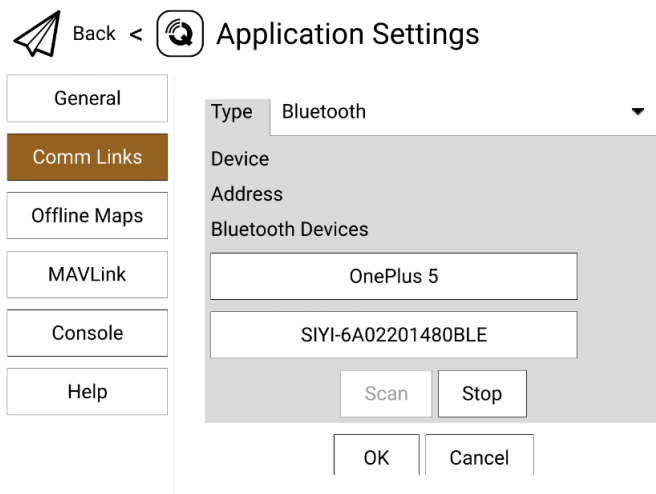 Back < Application Settings
General
Comm Links
Offline Maps
MAVLink
Console
Help
Type Bluetooth
Device
Address
Bluetooth Devices
OnePlus 5
SIYI-6A02201480BLE
Scan Stop
OK Cancel